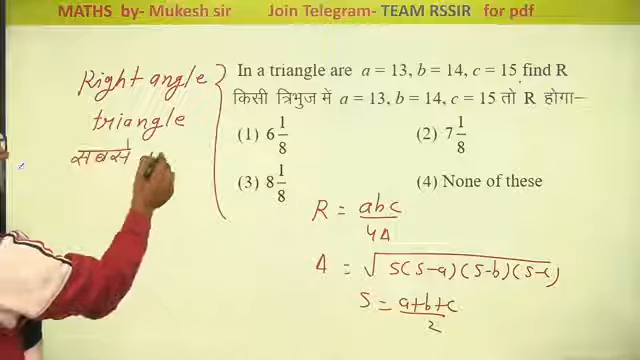 MATHS by- Mukesh sir Join Telegram- TEAM RSSIR for pdf
Right angle
triangle
सबसे
In a triangle are a = 13, b = 14, c = 15 find R
किसी त्रिभुज में a = 13, b = 14, c = 15 तो R होगा–
(1) 6 1/8 (2) 7 1/8
(3) 8 1/8 (4) None of these
R = abc/4Δ
Δ = √s(s-a)(s-b)(s-c)
s = a+b+c/2